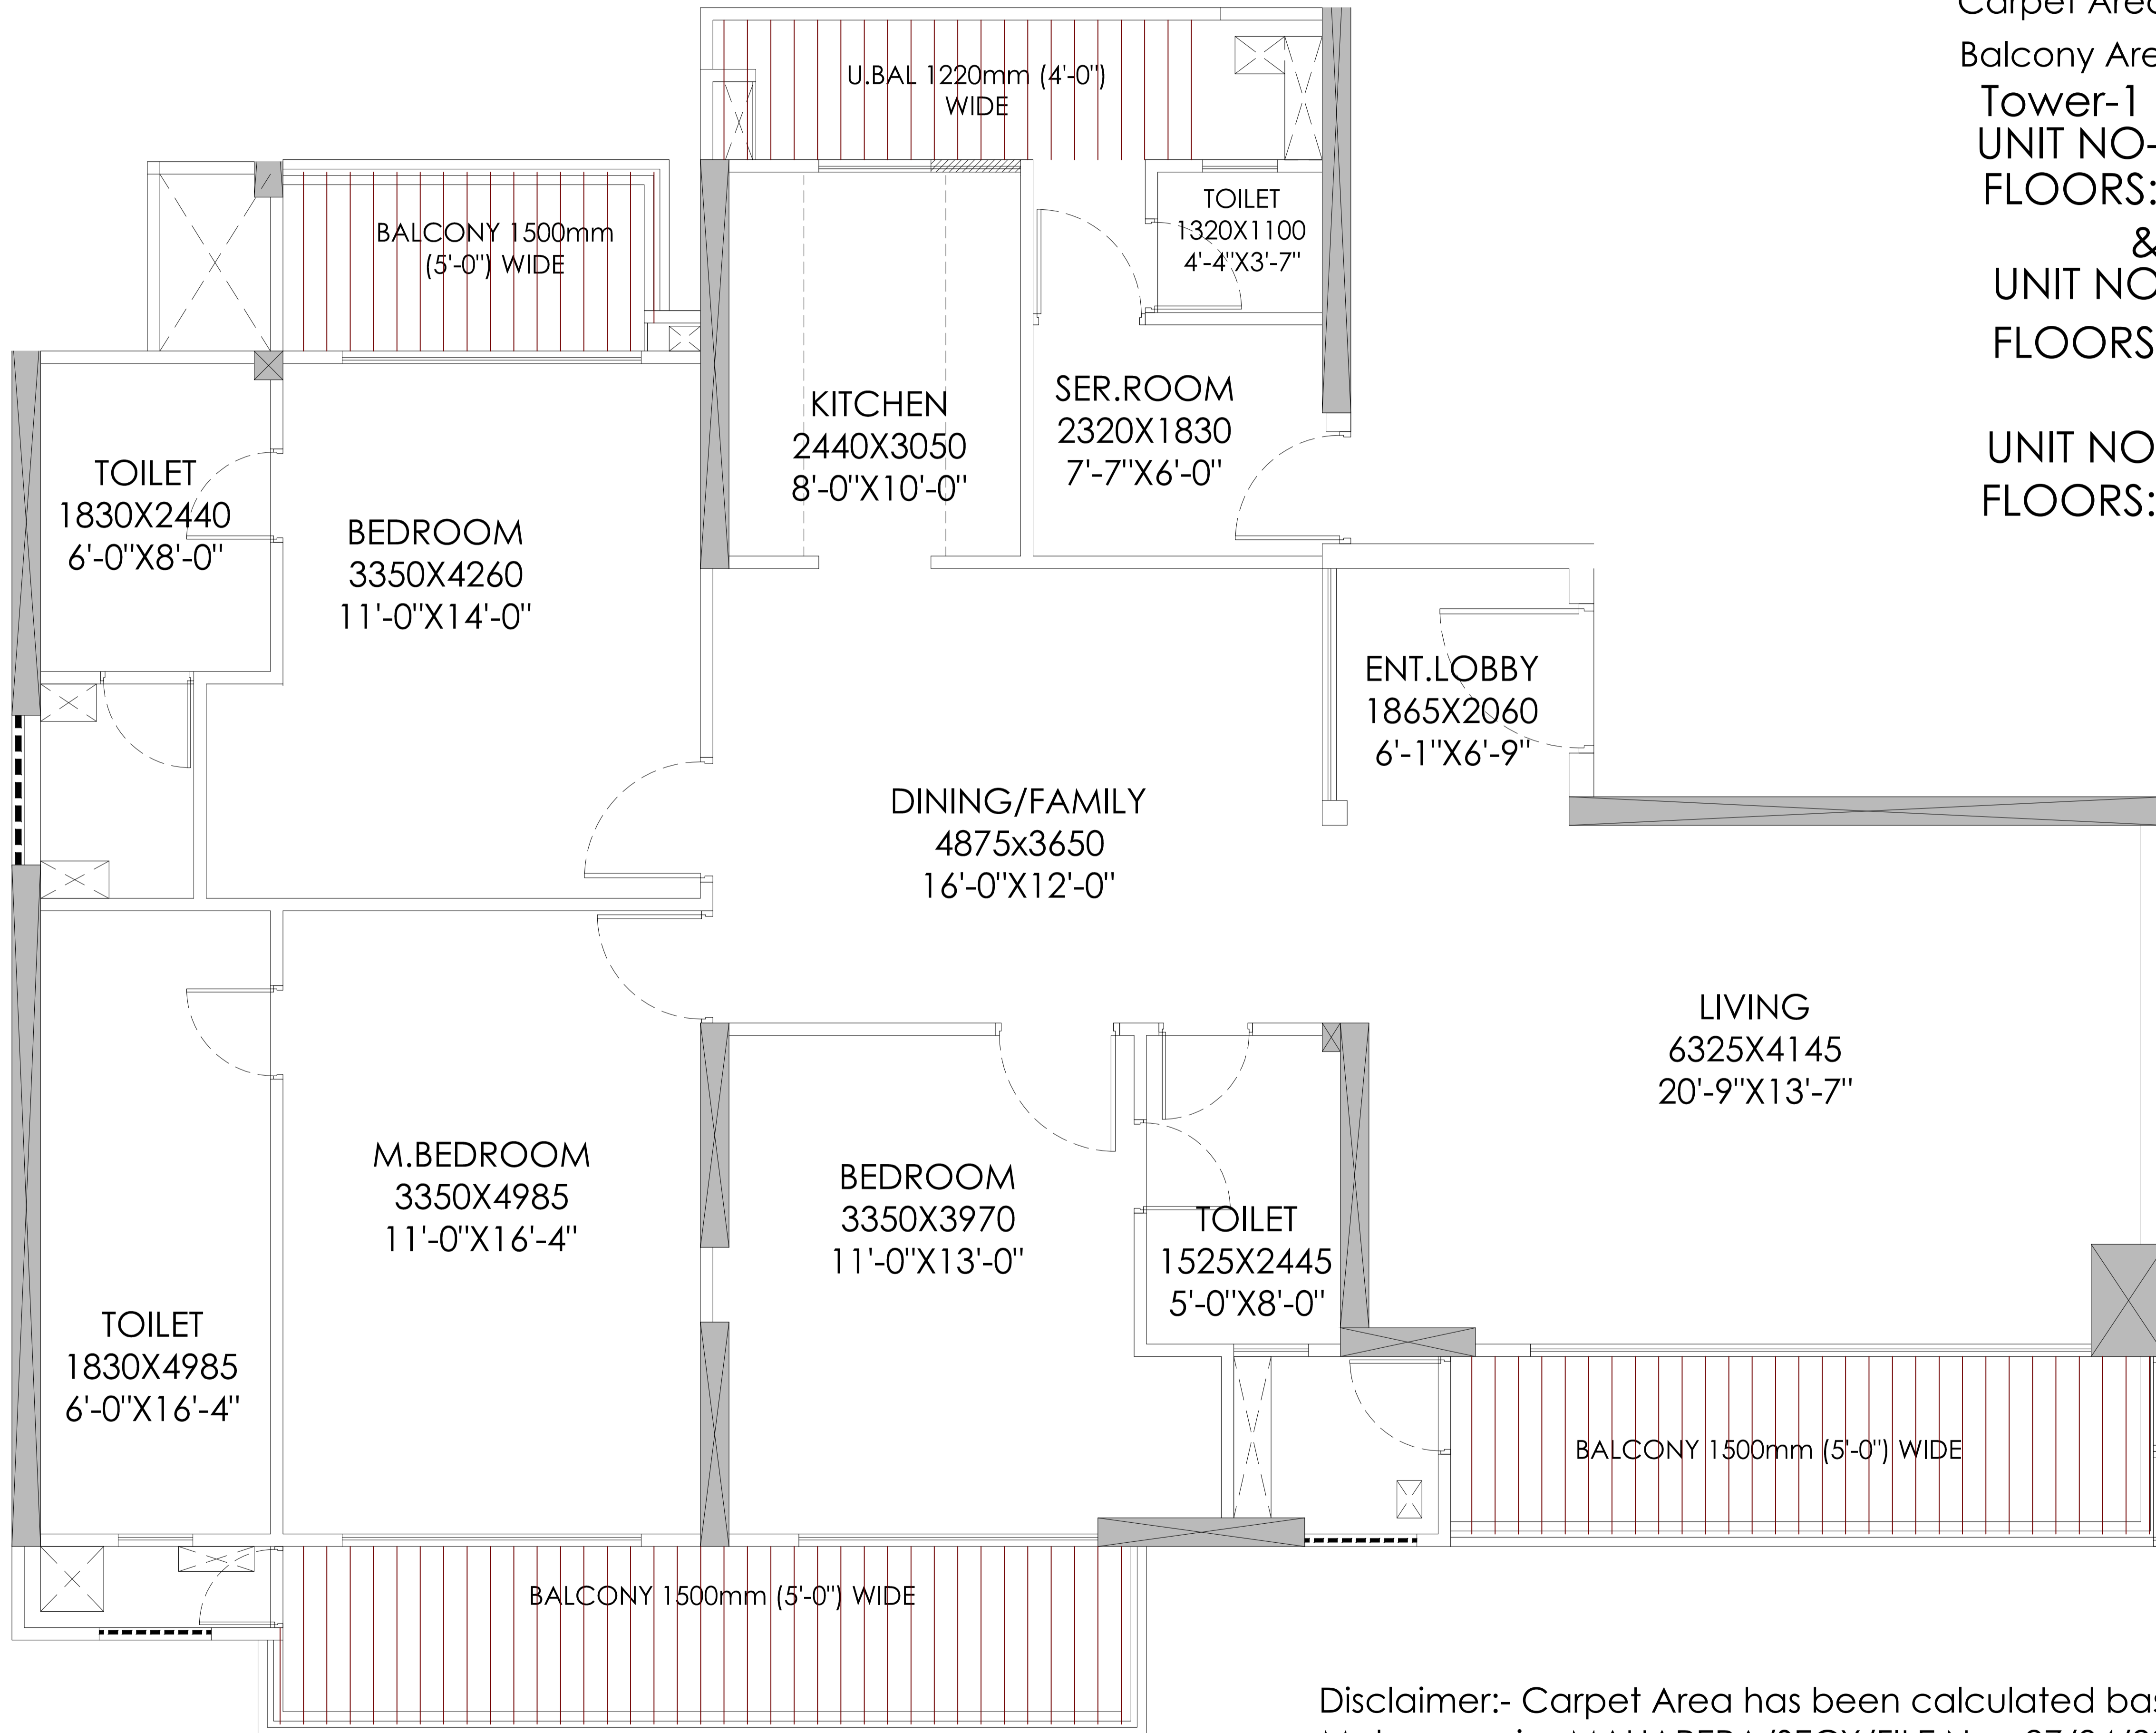 Carpet Area
Balcony Are
Tower-1
UNIT NO-
FLOORS:
&
UNIT NO
FLOORS
UNIT NO
FLOORS:
U.BAL 1220mm (4'-0")
WIDE
BALCONY 1500mm
(5'-0") WIDE
TOILET
1320X1100
4'-4"X3'-7"
KITCHEN
2440X3050
8'-0"X10'-0"
SER.ROOM
2320X1830
7'-7"X6'-0"
TOILET
1830X2440
6'-0"X8'-0"
BEDROOM
3350X4260
11'-0"X14'-0"
ENT.LOBBY
1865X2060
6'-1"X6'-9"
DINING/FAMILY
4875x3650
16'-0"X12'-0"
LIVING
6325X4145
20'-9"X13'-7"
M.BEDROOM
3350X4985
11'-0"X16'-4"
BEDROOM
3350X3970
11'-0"X13'-0"
TOILET
1525X2445
5'-0"X8'-0"
TOILET
1830X4985
6'-0"X16'-4"
BALCONY 1500mm (5'-0") WIDE
BALCONY 1500mm (5'-0") WIDE
Disclaimer:- Carpet Area has been calculated bas